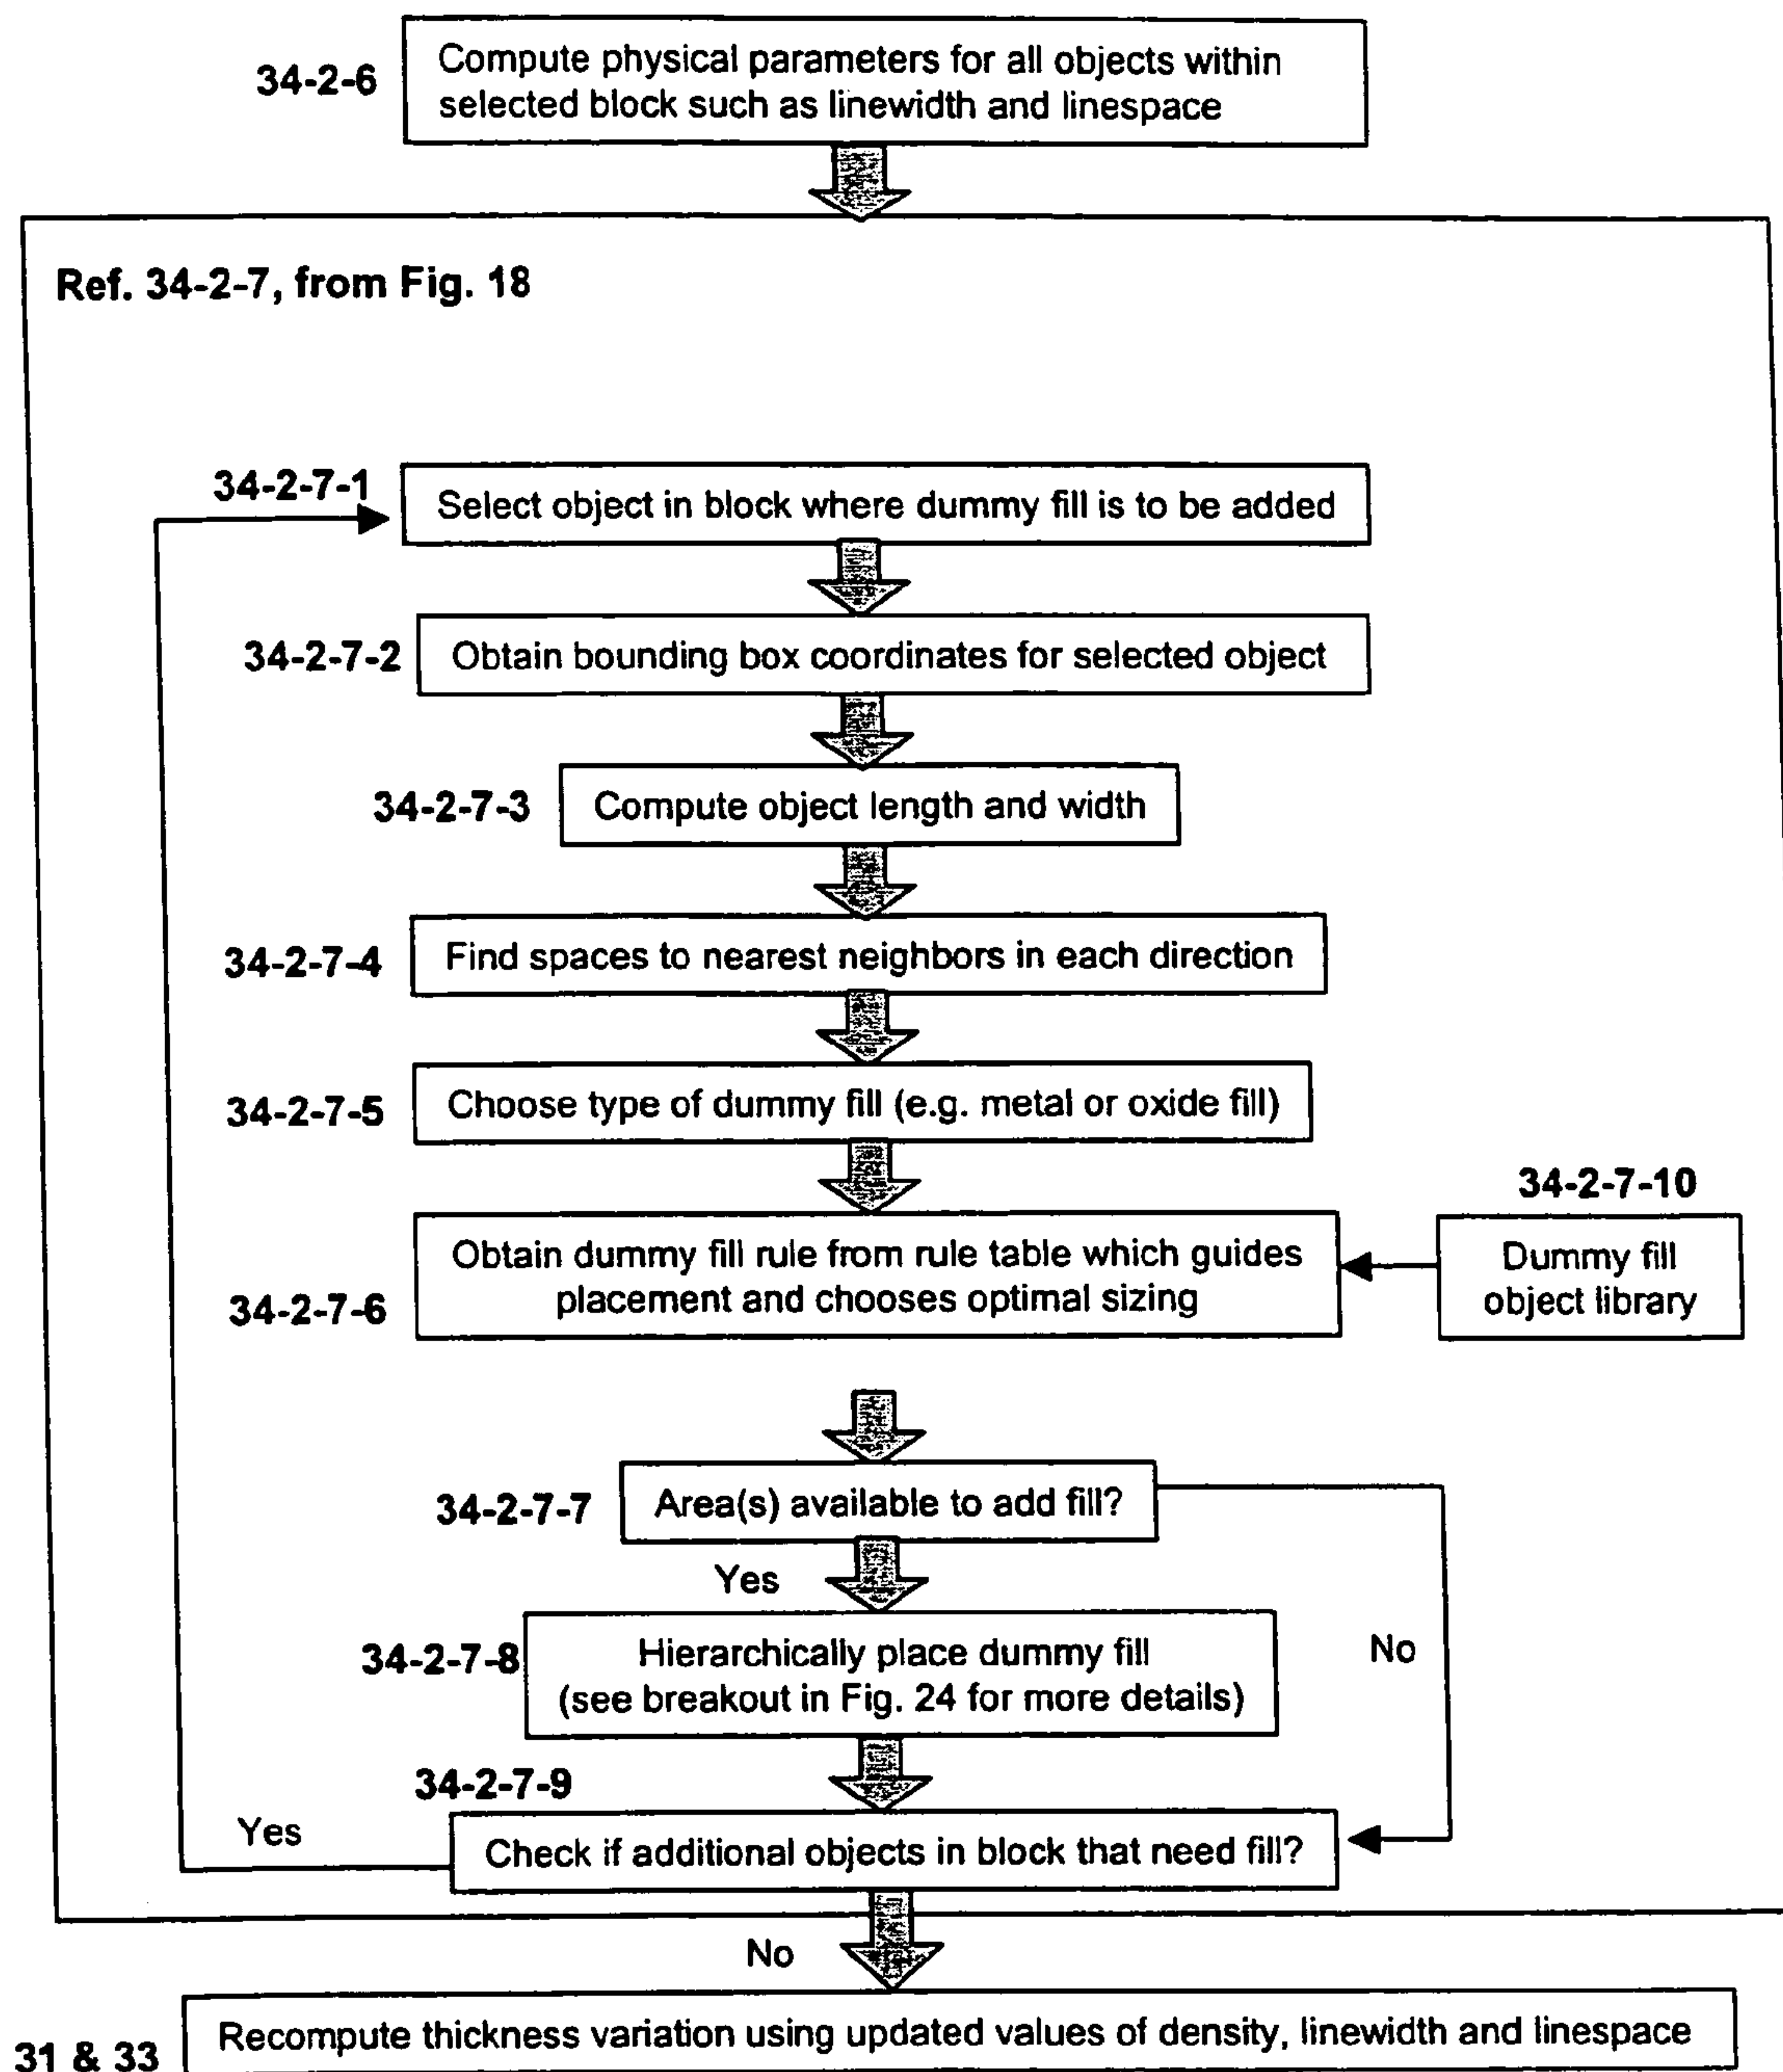 34-2-6
Compute physical parameters for all objects within
selected block such as linewidth and linespace
Ref. 34-2-7, from Fig. 18
34-2-7-1
Select object in block where dummy fill is to be added
34-2-7-2
Obtain bounding box coordinates for selected object
34-2-7-3
Compute object length and width
34-2-7-4
Find spaces to nearest neighbors in each direction
34-2-7-5
Choose type of dummy fill (e.g. metal or oxide fill)
34-2-7-10
Obtain dummy fill rule from rule table which guides
placement and chooses optimal sizing
34-2-7-6
Dummy fill
object library
34-2-7-7
Area(s) available to add fill?
Yes
No
34-2-7-8
Hierarchically place dummy fill
(see breakout in Fig. 24 for more details)
34-2-7-9
Yes
Check if additional objects in block that need fill?
No
31 & 33
Recompute thickness variation using updated values of density, linewidth and linespace